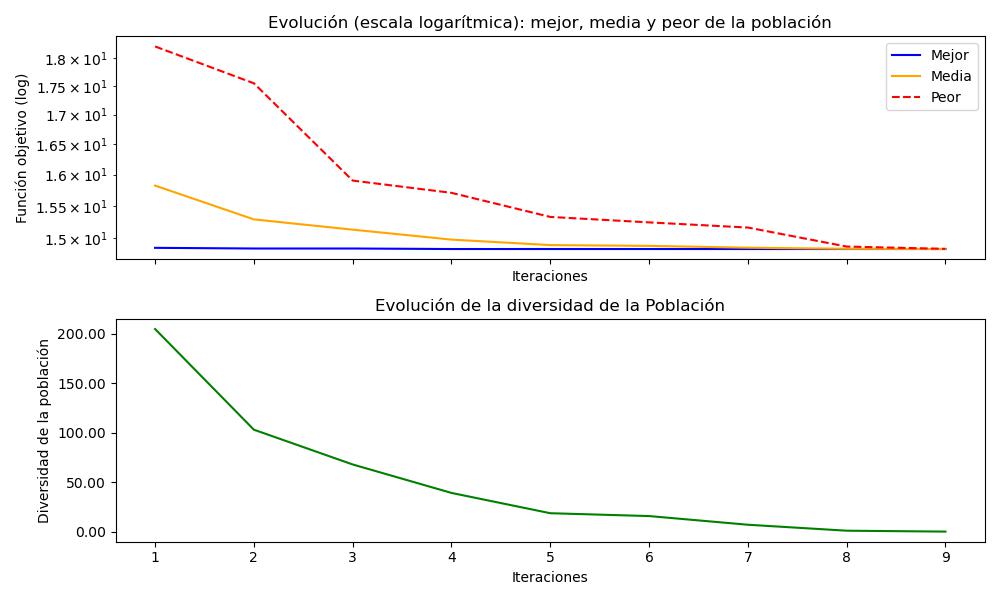 Evolución (escala logarítmica): mejor, media y peor de la población
Función objetivo (log)
1.8 × 10¹
1.75 × 10¹
1.7 × 10¹
1.65 × 10¹
1.6 × 10¹
1.55 × 10¹
1.5 × 10¹
Mejor
Media
Peor
Iteraciones
Evolución de la diversidad de la Población
Diversidad de la población
200.00
150.00
100.00
50.00
0.00
1 2 3 4 5 6 7 8 9
Iteraciones